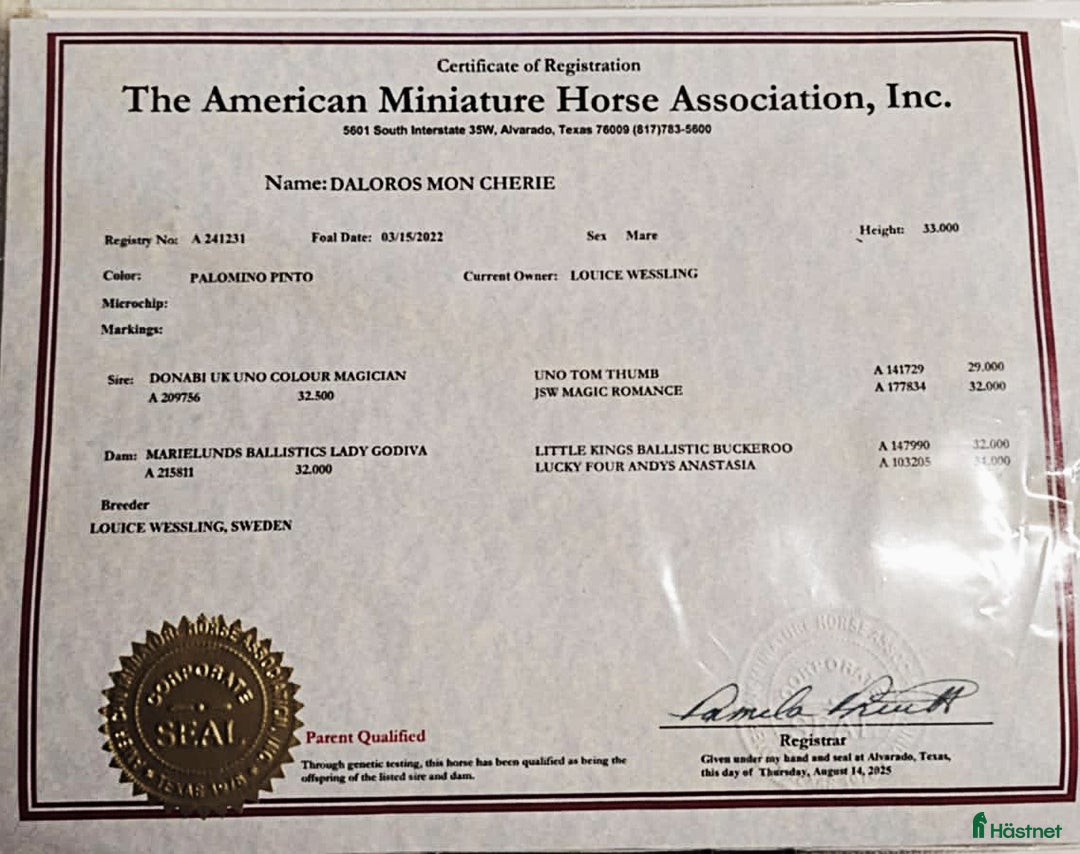 Certificate of Registration
The American Miniature Horse Association, Inc.
5601 South Interstate 35W, Alvarado, Texas 76009 (817)783-5600
Name: DALOROS MON CHERIE
Registry No: A 241231 Foal Date: 03/15/2022 Sex Mare Height: 33.000
Color: PALOMINO PINTO Current Owner: LOUICE WESSLING
Microchip:
Markings:
Sire: DONABI UK UNO COLOUR MAGICIAN UNO TOM THUMB A 141729 29.000
A 209756 32.500 JSW MAGIC ROMANCE A 177834 32.000
Dam: MARIELUNDS BALLISTICS LADY GODIVA LITTLE KINGS BALLISTIC BUCKEROO A 147990 32.000
A 215811 32.000 LUCKY FOUR ANDYS ANASTASIA A 103205
Breeder
LOUICE WESSLING, SWEDEN
CORPORATE
SEAL
Parent Qualified
Through genetic testing, this horse has been qualified as being the
offspring of the listed sire and dam.
Pamela
Registrar
Given under my hand and seal at Alvarado, Texas,
this day of Thursday, August 14, 2025
Hästnet